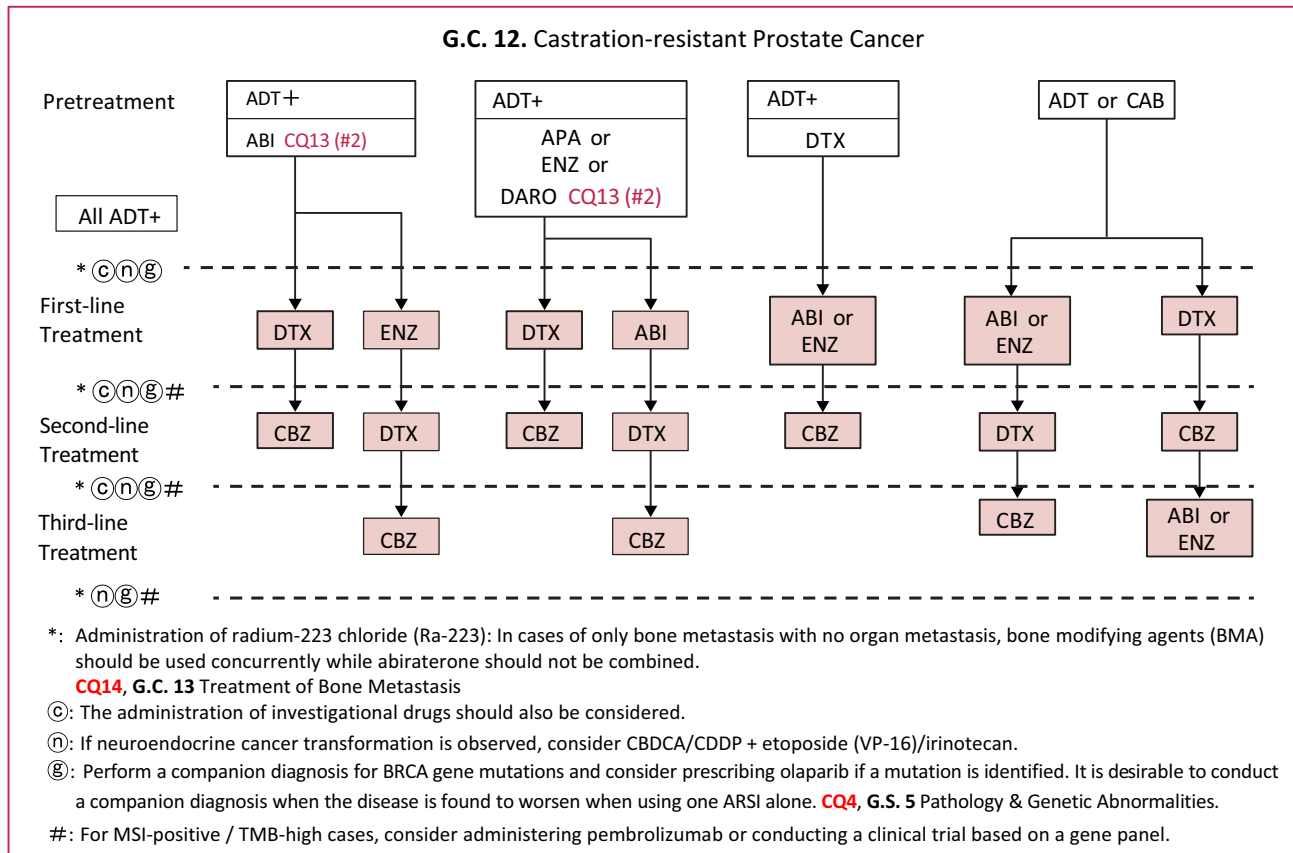 G.C. 12. Castration-resistant Prostate Cancer
Pretreatment
ADT+
ABI CQ13 (#2)
ADT+
APA or
ENZ or
DARO CQ13 (#2)
ADT+
DTX
ADT or CAB
All ADT+
* ⓒⓝⓖ
First-line
Treatment
DTX
ENZ
DTX
ABI
ABI or
ENZ
ABI or
ENZ
DTX
* ⓒⓝⓖ#
Second-line
Treatment
CBZ
DTX
CBZ
DTX
CBZ
DTX
CBZ
* ⓒⓝⓖ#
Third-line
Treatment
CBZ
CBZ
CBZ
ABI or
ENZ
* ⓝⓖ#
*: Administration of radium-223 chloride (Ra-223): In cases of only bone metastasis with no organ metastasis, bone modifying agents (BMA)
should be used concurrently while abiraterone should not be combined.
CQ14, G.C. 13 Treatment of Bone Metastasis
ⓒ: The administration of investigational drugs should also be considered.
ⓝ: If neuroendocrine cancer transformation is observed, consider CBDCA/CDDP + etoposide (VP-16)/irinotecan.
ⓖ: Perform a companion diagnosis for BRCA gene mutations and consider prescribing olaparib if a mutation is identified. It is desirable to conduct
a companion diagnosis when the disease is found to worsen when using one ARSI alone. CQ4, G.S. 5 Pathology & Genetic Abnormalities.
#: For MSI-positive / TMB-high cases, consider administering pembrolizumab or conducting a clinical trial based on a gene panel.